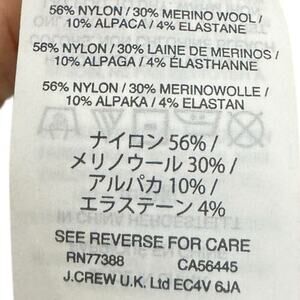 56% NYLON / 30% MERINO WOOL /
10% ALPACA / 4% ELASTANE
56% NYLON / 30% LAINE DE MERINOS /
10% ALPAGA / 4% ÉLASTHANNE
56% NYLON / 30% MERINOWOLLE /
10% ALPAKA / 4% ELASTAN
ナイロン 56% /
メリノウール 30% /
アルパカ 10% /
エラステーン 4%
SEE REVERSE FOR CARE
RN77388 CA56445
J.CREW U.K. Ltd EC4V 6JA